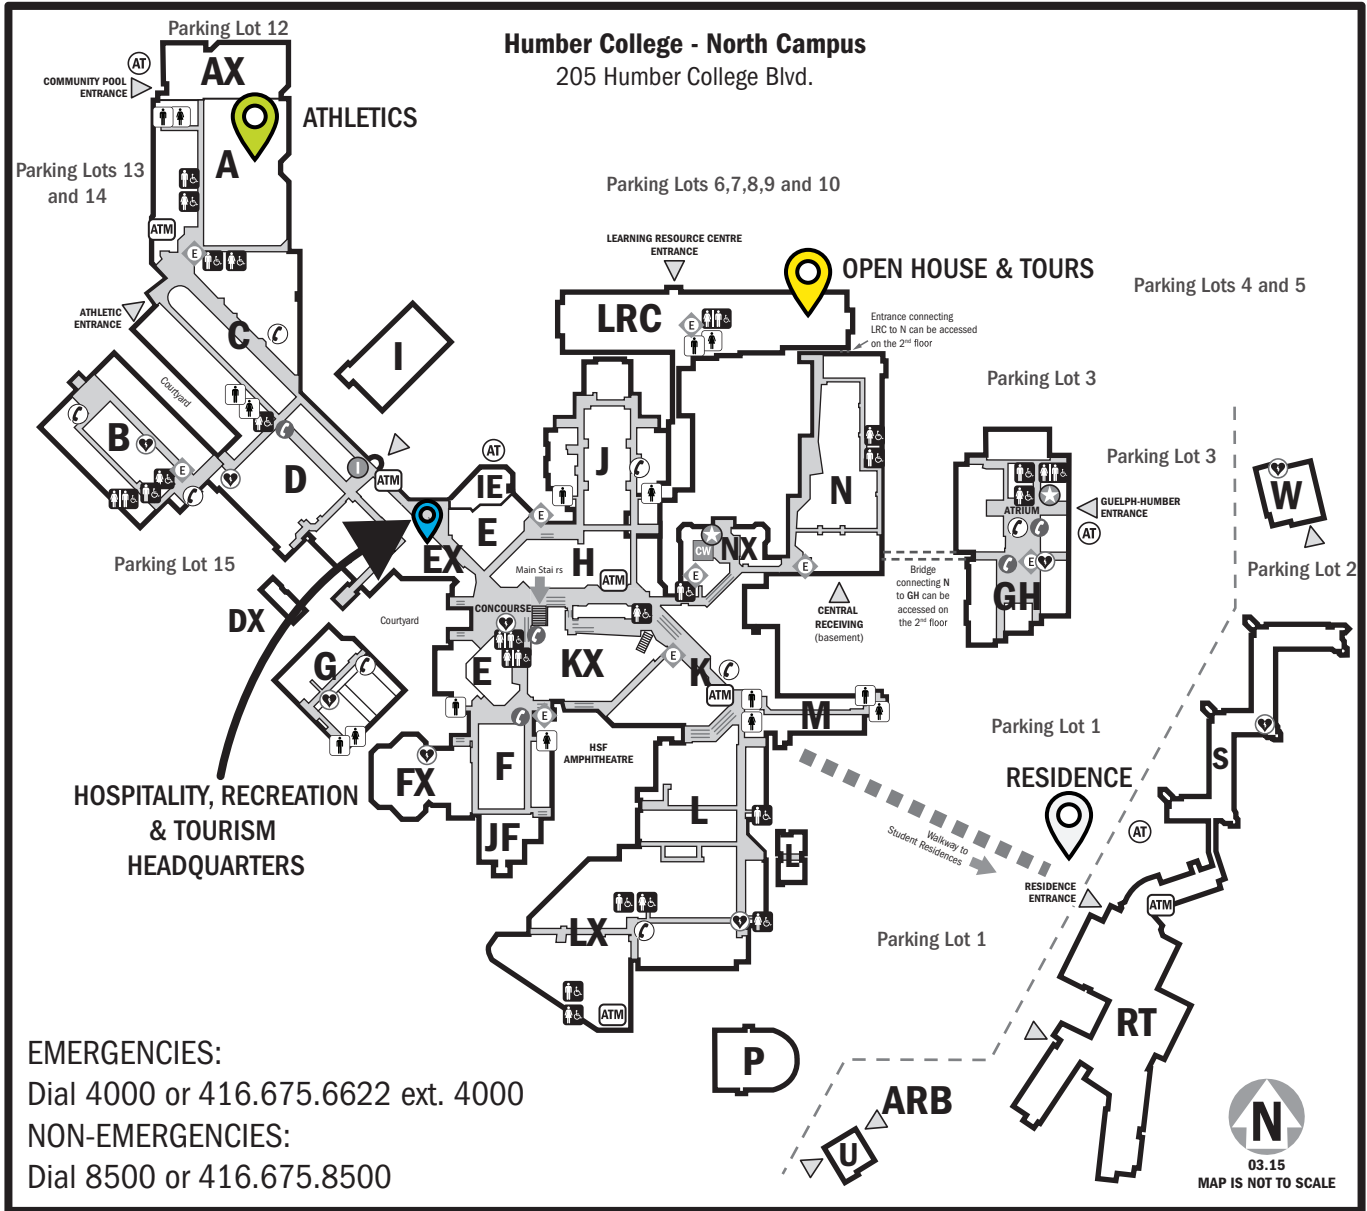 Humber College - North Campus
205 Humber College Blvd.
Parking Lot 12
AT
COMMUNITY POOL
ENTRANCE
AX
ATHLETICS
A
Parking Lots 13
and 14
ATM
E
Parking Lots 6,7,8,9 and 10
LEARNING RESOURCE CENTRE
ENTRANCE
OPEN HOUSE & TOURS
Parking Lots 4 and 5
ATHLETIC
ENTRANCE
C
I
LRC
E
Entrance connecting
LRC to N can be accessed
on the 2nd floor
Parking Lot 3
Courtyard
B
E
D
I
ATM
AT
IE
E
E
J
N
Parking Lot 3
W
ATRIUM
GUELPH-HUMBER
ENTRANCE
AT
Parking Lot 15
EX
H
CW
NX
E
E
E
GH
Parking Lot 2
Main Stai rs
ATM
Bridge
connecting N
to GH can be
accessed on
the 2nd floor
DX
Courtyard
CONCOURSE
CENTRAL
RECEIVING
(basement)
G
E
KX
E
K
ATM
E
M
Parking Lot 1
S
HSF
AMPHITHEATRE
FX
F
RESIDENCE
HOSPITALITY, RECREATION
& TOURISM
HEADQUARTERS
JF
L
L
AT
Walkway to
Student Residences
RESIDENCE
ENTRANCE
ATM
LX
Parking Lot 1
ATM
RT
P
EMERGENCIES:
Dial 4000 or 416.675.6622 ext. 4000
NON-EMERGENCIES:
Dial 8500 or 416.675.8500
ARB
U
N
03.15
MAP IS NOT TO SCALE